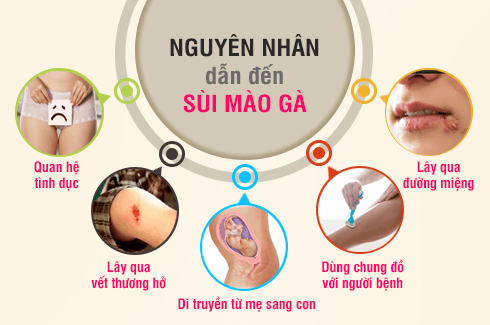 NGUYÊN NHÂN
dẫn đến
SÙI MÀO GÀ
Quan hệ
tình dục
Lây qua
vết thương hở
Di truyền từ mẹ sang con
Dùng chung đồ
với người bệnh
Lây qua
đường miệng